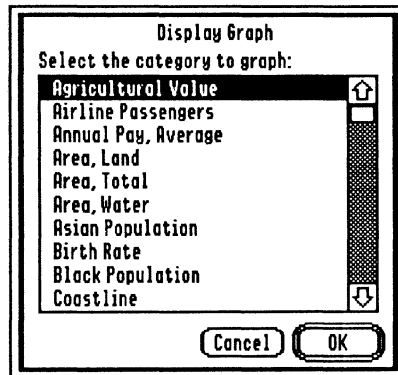 Display Graph
Select the category to graph:
Agricultural Value
Airline Passengers
Annual Pay, Average
Area, Land
Area, Total
Area, Water
Asian Population
Birth Rate
Black Population
Coastline
Cancel
OK